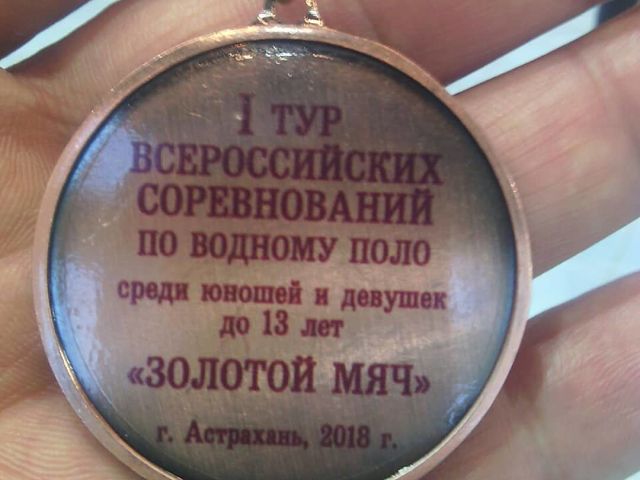 I ТУР
ВСЕРОССИЙСКИХ
СОРЕВНОВАНИЙ
ПО ВОДНОМУ ПОЛО
среди юношей и девушек
до 13 лет
«ЗОЛОТОЙ МЯЧ»
г. Астрахань, 2018 г.